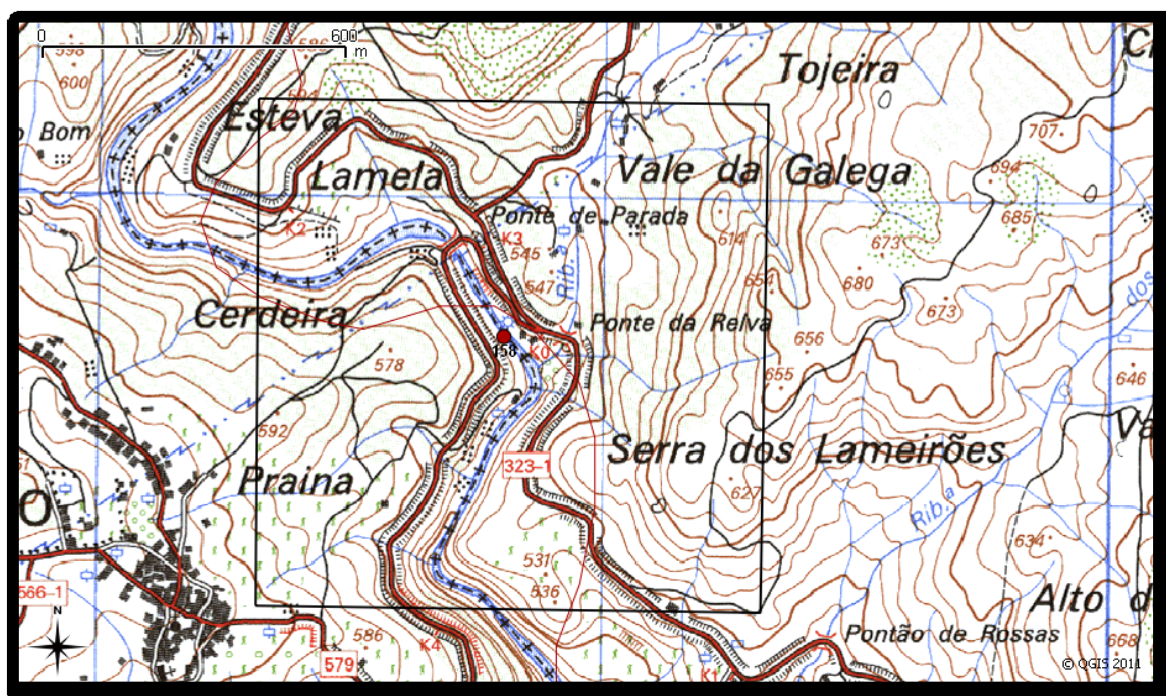 0 600
m
598
600
Esteva
Tojeira
o Bom
Lamela
Vale da Galega
707
694
685
K2
Ponte de Parada
K3
614
673
545
547
Rib.a
654
680
673
dos
Cerdeira
Ponte da Relva
158
K0
656
578
655
646
592
323-1
Serra dos Lameirões
Va
Praina
627
O
Rib.a
531
536
634
566-1
N
Alto d
586
K4
579
Pontão de Rossas
668
K1
© QGIS 2011